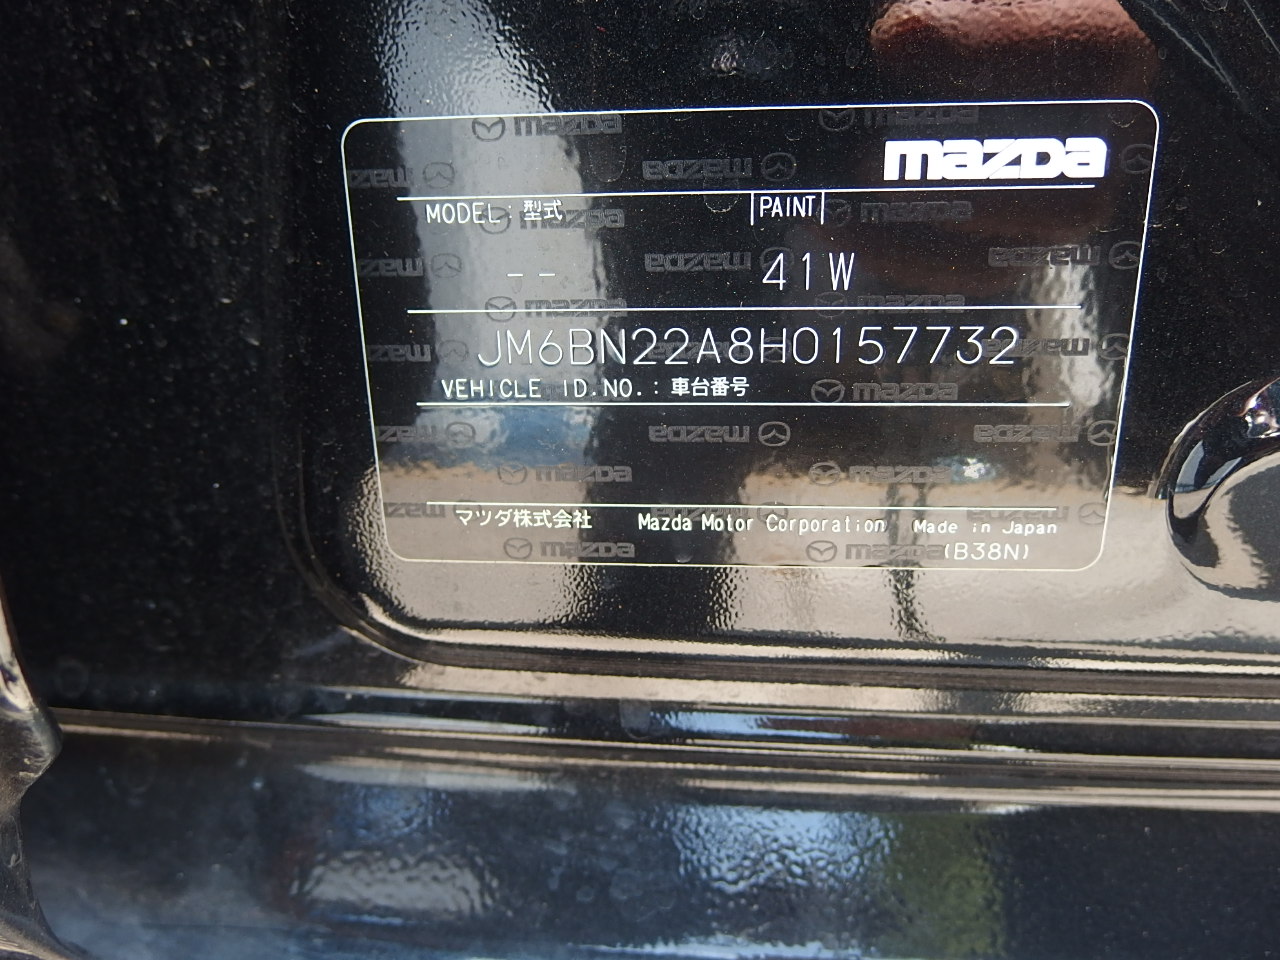 mazda
MODEL: 型式 PAINT
-- 41W
JM6BN22A8H0157732
VEHICLE ID.NO.: 車台番号
マツダ株式会社 Mazda Motor Corporation Made in Japan
(B38N)